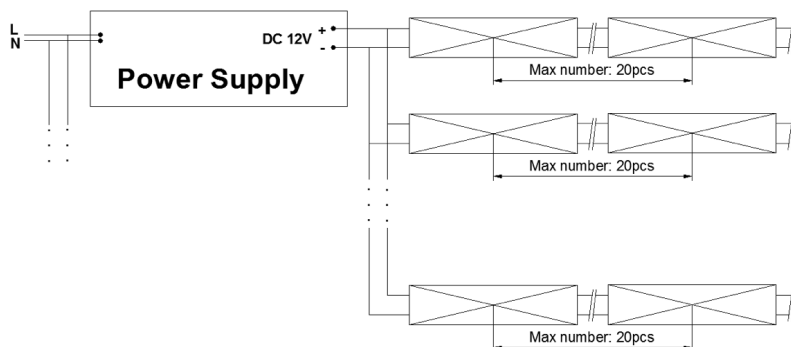 L
N
DC 12V
+
-
Power Supply
Max number: 20pcs
Max number: 20pcs
Max number: 20pcs